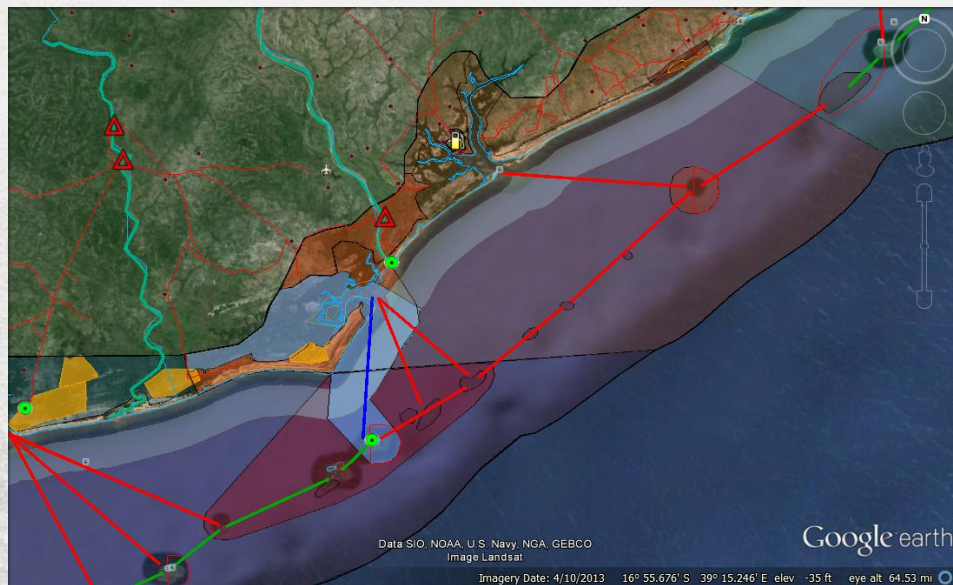 N
Data SIO, NOAA, U.S. Navy, NGA, GEBCO
Image Landsat
Google earth
Imagery Date: 4/10/2013 16° 55.676' S 39° 15.246' E elev -35 ft eye alt 64.53 mi